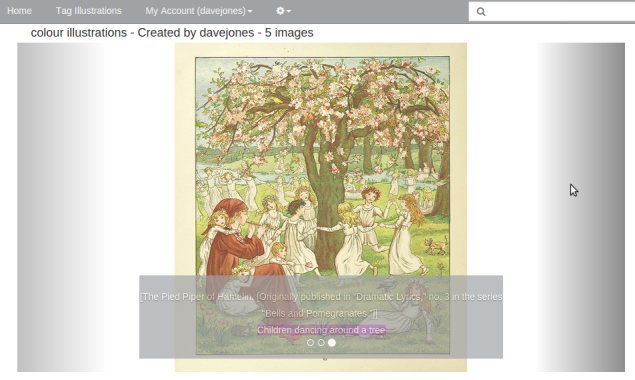 Home Tag Illustrations My Account (davejones)
colour illustrations - Created by davejones - 5 images
[The Pied Piper of Hamelin. [Originally published in "Dramatic Lyrics," no. 3 in the series
"Bells and Pomegranates."]]
Children dancing around a tree